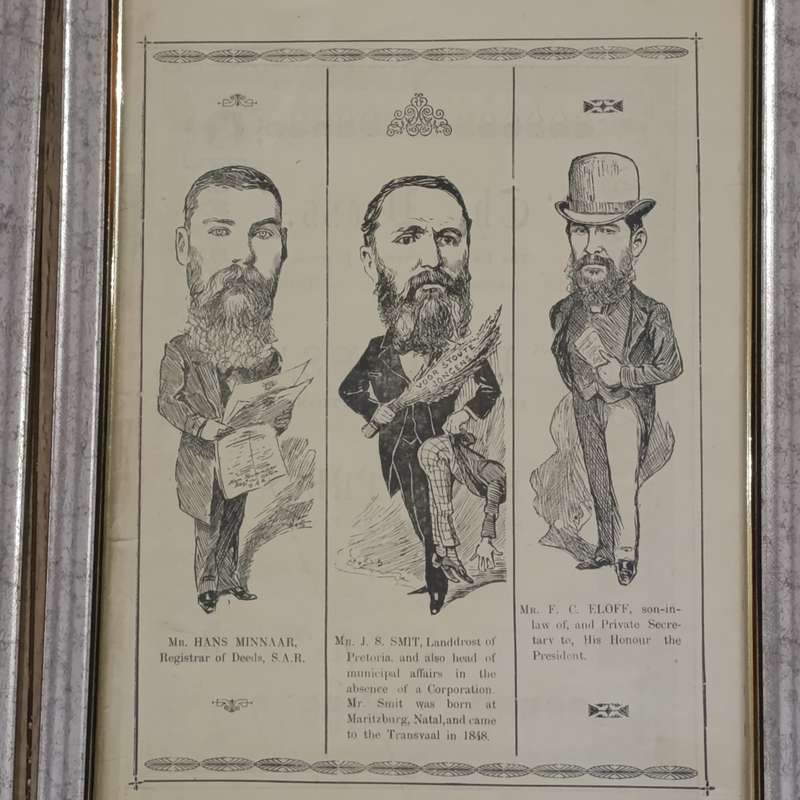 VOOR STOUTE
MR. HANS MINNAAR,
Registrar of Deeds, S.A.R.
MR. J. S. SMIT, Landdrost of
Pretoria, and also head of
municipal affairs in the
absence of a Corporation.
Mr. Smit was born at
Maritzburg, Natal, and came
to the Transvaal in 1848.
MR. F. C. ELOFF, son-in-
law of, and Private Secre-
tary to, His Honour the
President.